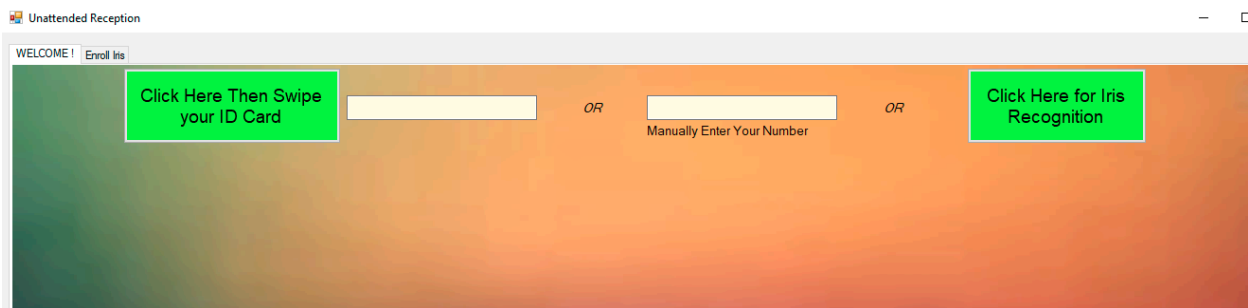 Unattended Reception
WELCOME !
Enroll Iris
Click Here Then Swipe
your ID Card
OR
Manually Enter Your Number
OR
Click Here for Iris
Recognition